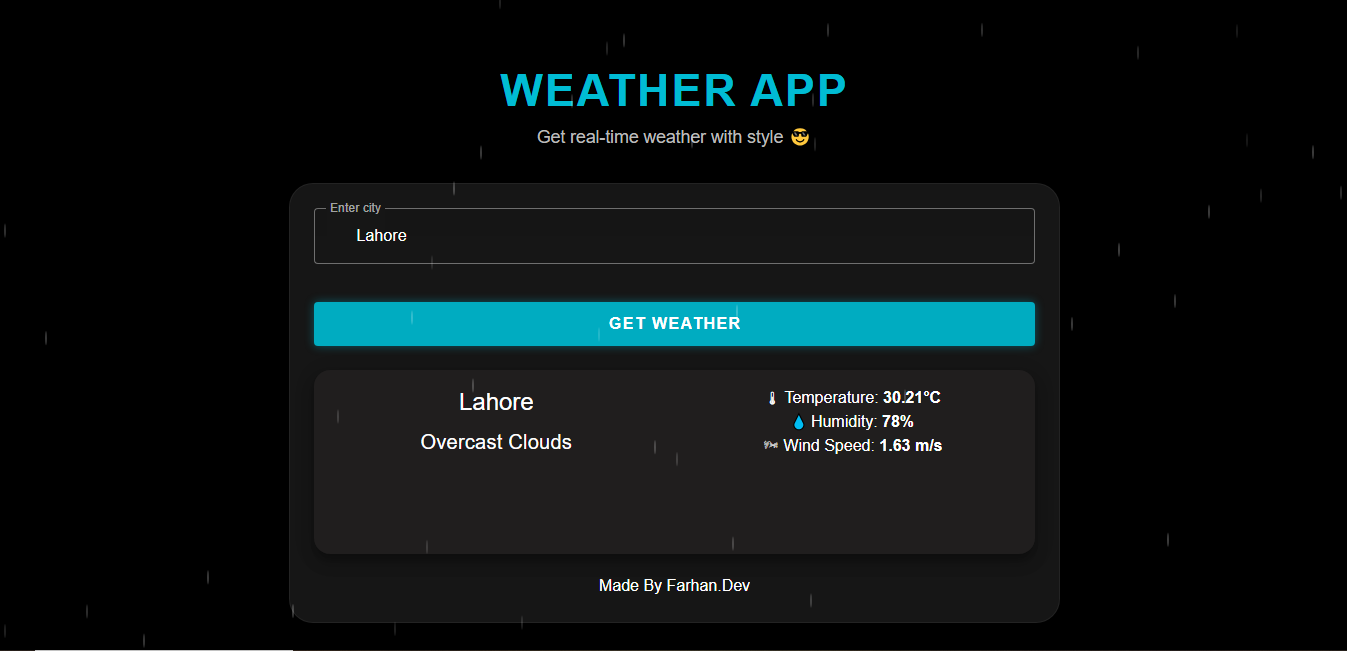 WEATHER APP
Get real-time weather with style 😎
Enter city
Lahore
GET WEATHER
Lahore
Overcast Clouds
🌡 Temperature: 30.21°C
💧 Humidity: 78%
🌬 Wind Speed: 1.63 m/s
Made By Farhan.Dev